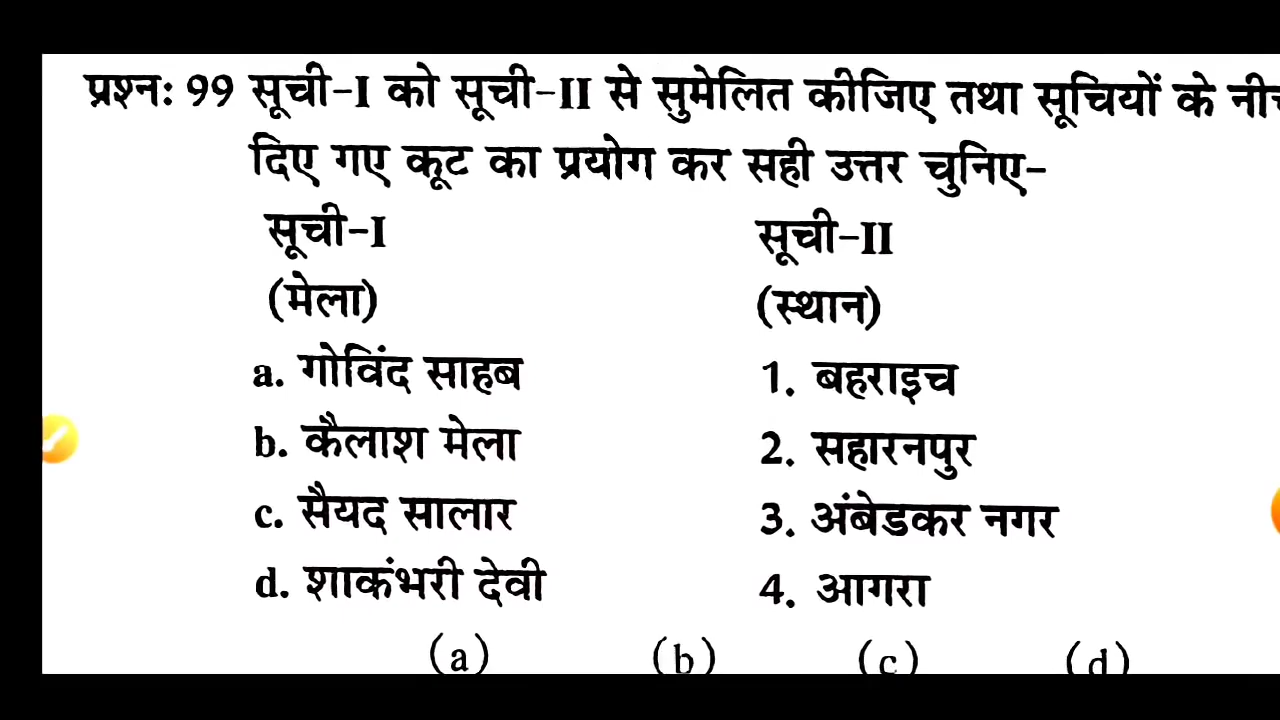 प्रश्न: 99 सूची-I को सूची-II से सुमेलित कीजिए तथा सूचियों के
दिए गए कूट का प्रयोग कर सही उत्तर चुनिए-
सूची-I सूची-II
(मेला) (स्थान)
a. गोविंद साहब 1. बहराइच
b. कैलाश मेला 2. सहारनपुर
c. सैयद सालार 3. अंबेडकर नगर
d. शाकंभरी देवी 4. आगरा
(a) (b) (c) (d)